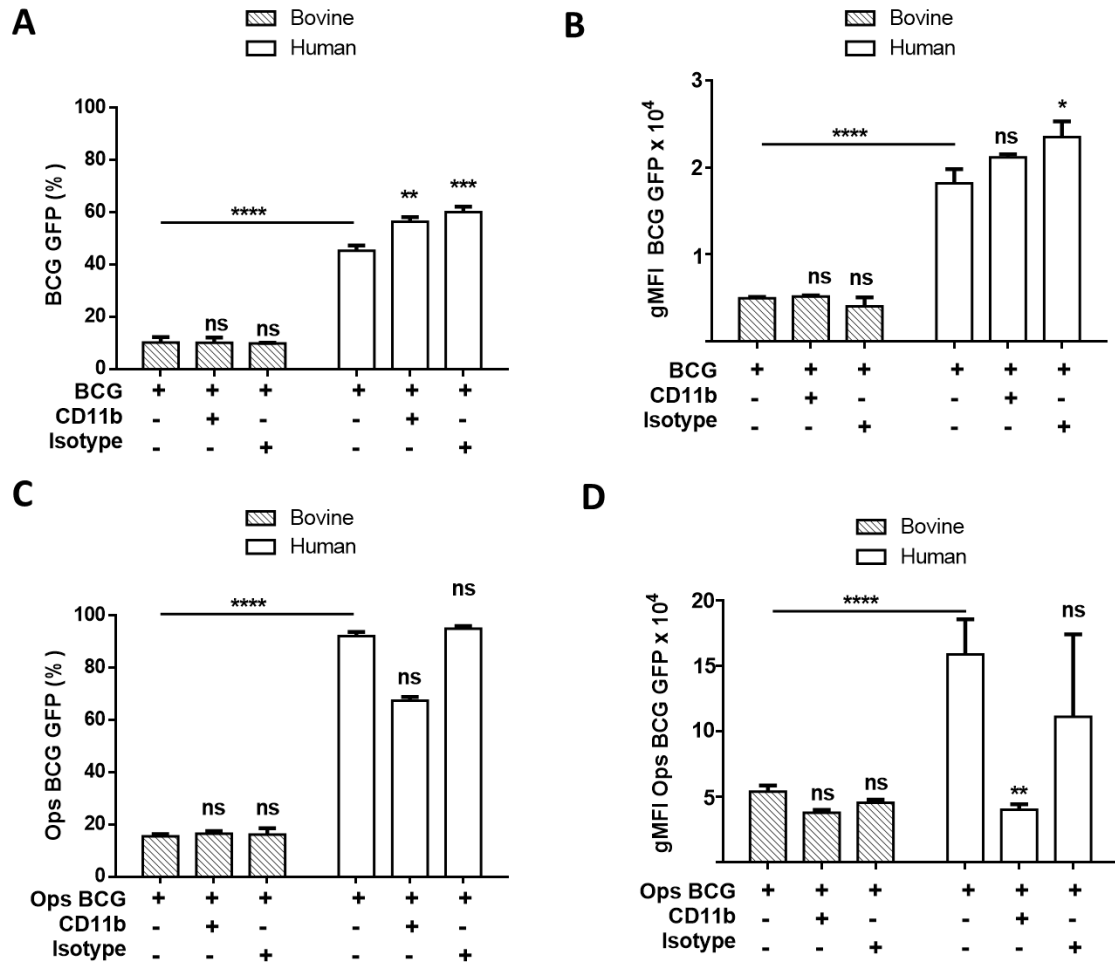 A
Bovine
Human
BCG GFP (%)
100
80
60
40
20
0
****
ns
ns
**
***
BCG + + + + + +
CD11b - + - - + -
Isotype - - + - - +
B
Bovine
Human
gMFI BCG GFP x 10⁴
3
2
1
****
ns
ns
ns
*
BCG + + + + + +
CD11b - + - - + -
Isotype - - + - - +
C
Bovine
Human
Ops BCG GFP (%)
100
80
60
40
20
0
****
ns
ns
ns
ns
Ops BCG + + + + + +
CD11b - + - - + -
Isotype - - + - - +
D
Bovine
Human
gMFI Ops BCG GFP x 10⁴
20
15
10
5
****
ns
ns
**
ns
Ops BCG + + + + + +
CD11b - + - - + -
Isotype - - + - - +